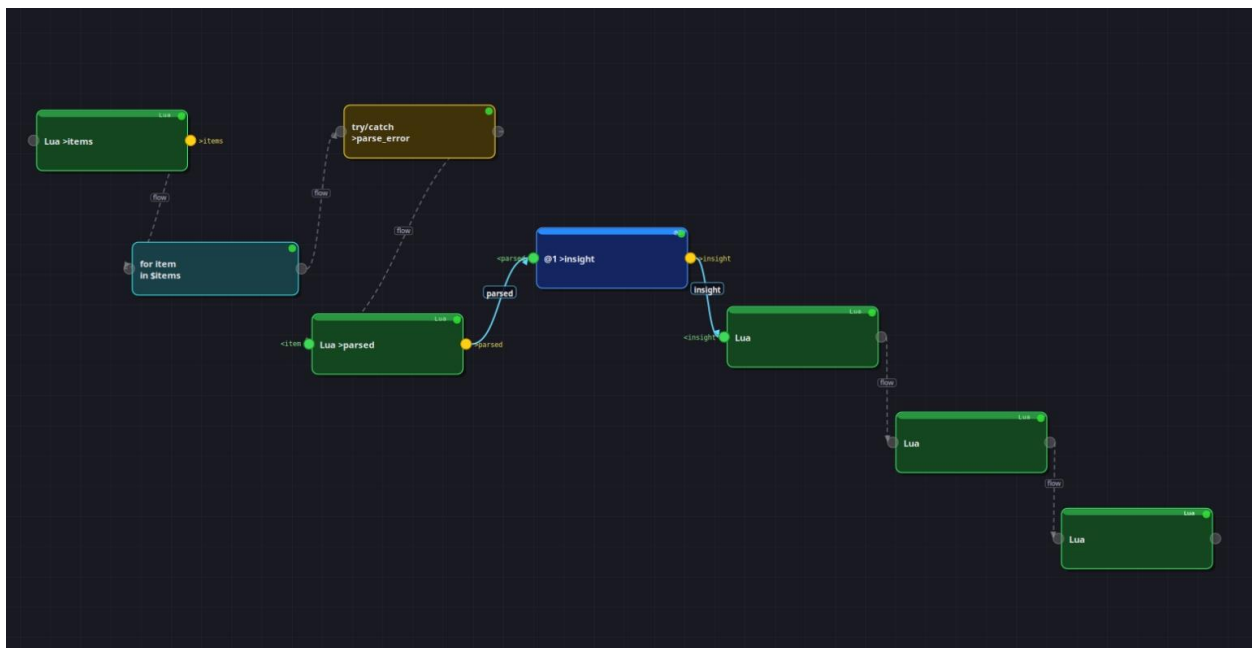 Lua
Lua >items
>items
flow
try/catch
>parse_error
flow
flow
for item
in $items
Lua
<item
Lua >parsed
>parsed
parsed
<parsed
@1 >insight
>insight
insight
Lua
<insight
Lua
flow
Lua
Lua
flow
Lua
Lua